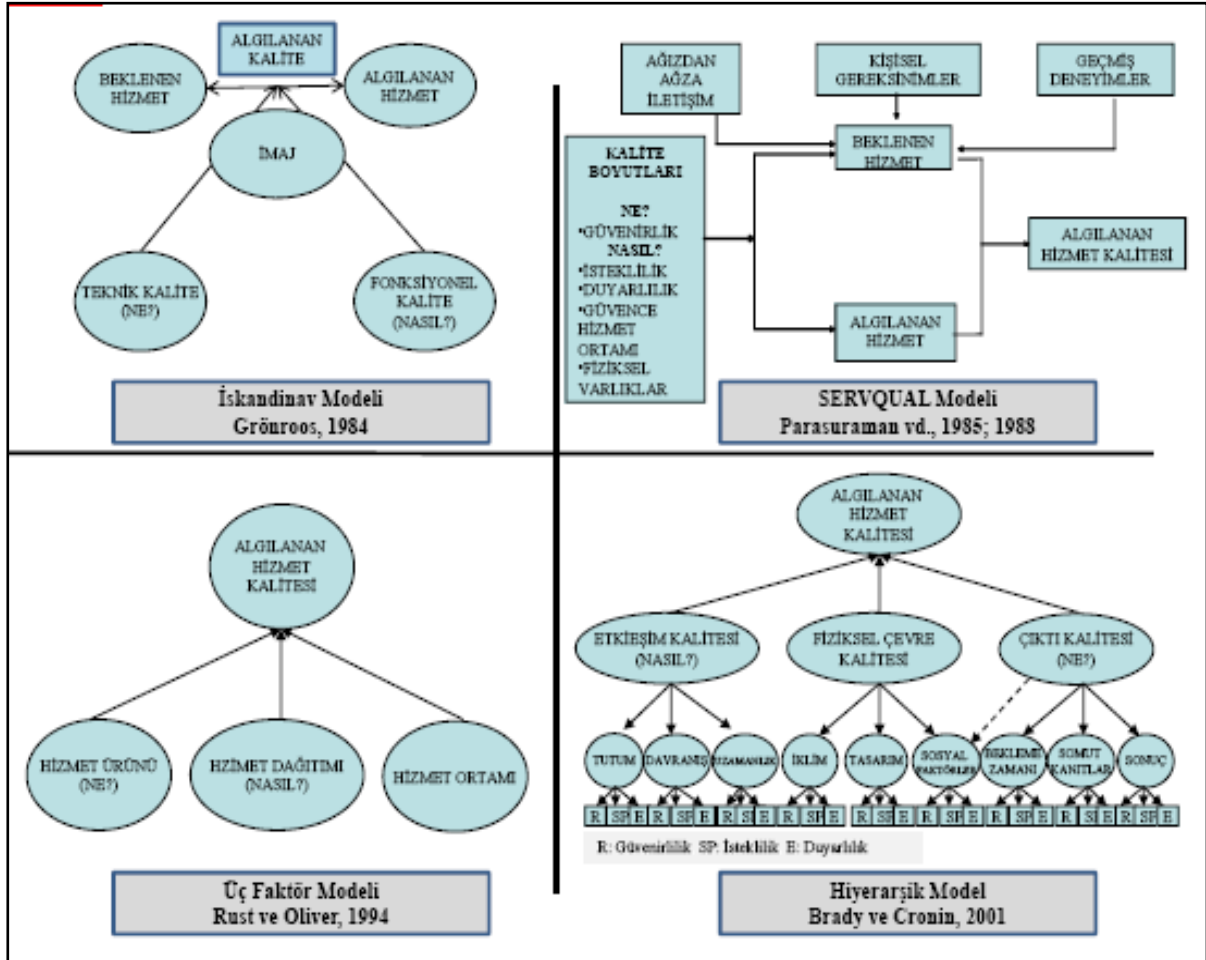 ALGILANAN
KALİTE
BEKLENEN
HİZMET
ALGILANAN
HİZMET
İMAJ
TEKNİK KALİTE
(NE?)
FONKSİYONEL
KALİTE
(NASIL?)
İskandinav Modeli
Grönroos, 1984
AĞIZDAN
AĞZA
İLETİŞİM
KİŞİSEL
GEREKSİNİMLER
GEÇMİŞ
DENEYİMLER
KALİTE
BOYUTLARI
NE?
•GÜVENİRLİK
NASIL?
•İSTEKLİLİK
•DUYARLILIK
•GÜVENCE
HİZMET
ORTAMI
•FİZİKSEL
VARLIKLAR
BEKLENEN
HİZMET
ALGILANAN
HİZMET
ALGILANAN
HİZMET KALİTESİ
SERVQUAL Modeli
Parasuraman vd., 1985; 1988
ALGILANAN
HİZMET
KALİTESİ
HİZMET ÜRÜNÜ
(NE?)
HZİMET DAĞITIMI
(NASIL?)
HİZMET ORTAMI
Üç Faktör Modeli
Rust ve Oliver, 1994
ALGILANAN
HİZMET
KALİTESİ
ETKİEŞİM KALİTESİ
(NASIL?)
FİZİKSEL ÇEVRE
KALİTESİ
ÇIKTI KALİTESİ
(NE?)
TUTUM
DAVRANIŞ
UZAMANLIK
İKLİM
TASARIM
SOSYAL
FAKTÖRLER
BEKLEME
ZAMANI
SOMUT
KANITLAR
SONUÇ
R SP E R SP E R SI E R SP E R SP E R SP E R SP E R SI E R SP E
R: Güvenirlilik SP: İsteklilik E: Duyarlılık
Hiyerarşik Model
Brady ve Cronin, 2001